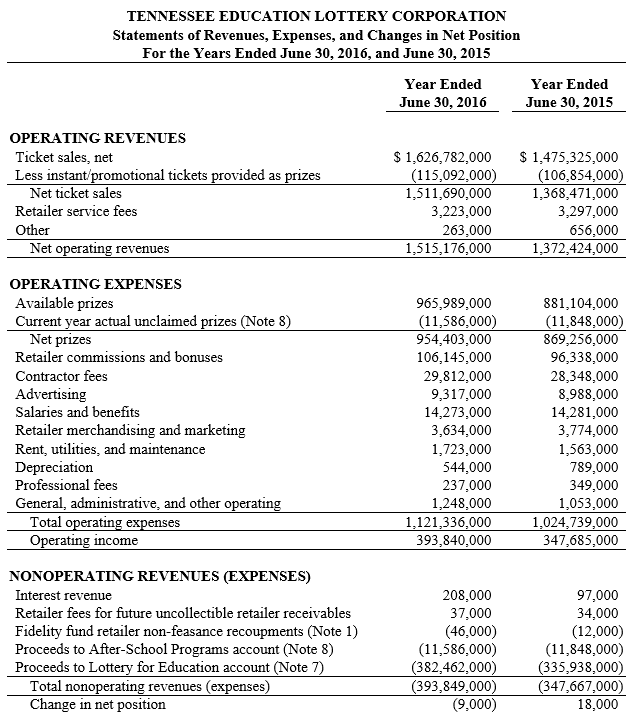 TENNESSEE EDUCATION LOTTERY CORPORATION
Statements of Revenues, Expenses, and Changes in Net Position
For the Years Ended June 30, 2016, and June 30, 2015
Year Ended Year Ended
June 30, 2016 June 30, 2015
OPERATING REVENUES
Ticket sales, net $ 1,626,782,000 $ 1,475,325,000
Less instant/promotional tickets provided as prizes (115,092,000) (106,854,000)
Net ticket sales 1,511,690,000 1,368,471,000
Retailer service fees 3,223,000 3,297,000
Other 263,000 656,000
Net operating revenues 1,515,176,000 1,372,424,000
OPERATING EXPENSES
Available prizes 965,989,000 881,104,000
Current year actual unclaimed prizes (Note 8) (11,586,000) (11,848,000)
Net prizes 954,403,000 869,256,000
Retailer commissions and bonuses 106,145,000 96,338,000
Contractor fees 29,812,000 28,348,000
Advertising 9,317,000 8,988,000
Salaries and benefits 14,273,000 14,281,000
Retailer merchandising and marketing 3,634,000 3,774,000
Rent, utilities, and maintenance 1,723,000 1,563,000
Depreciation 544,000 789,000
Professional fees 237,000 349,000
General, administrative, and other operating 1,248,000 1,053,000
Total operating expenses 1,121,336,000 1,024,739,000
Operating income 393,840,000 347,685,000
NONOPERATING REVENUES (EXPENSES)
Interest revenue 208,000 97,000
Retailer fees for future uncollectible retailer receivables 37,000 34,000
Fidelity fund retailer non-feasance recoupments (Note 1) (46,000) (12,000)
Proceeds to After-School Programs account (Note 8) (11,586,000) (11,848,000)
Proceeds to Lottery for Education account (Note 7) (382,462,000) (335,938,000)
Total nonoperating revenues (expenses) (393,849,000) (347,667,000)
Change in net position (9,000) 18,000